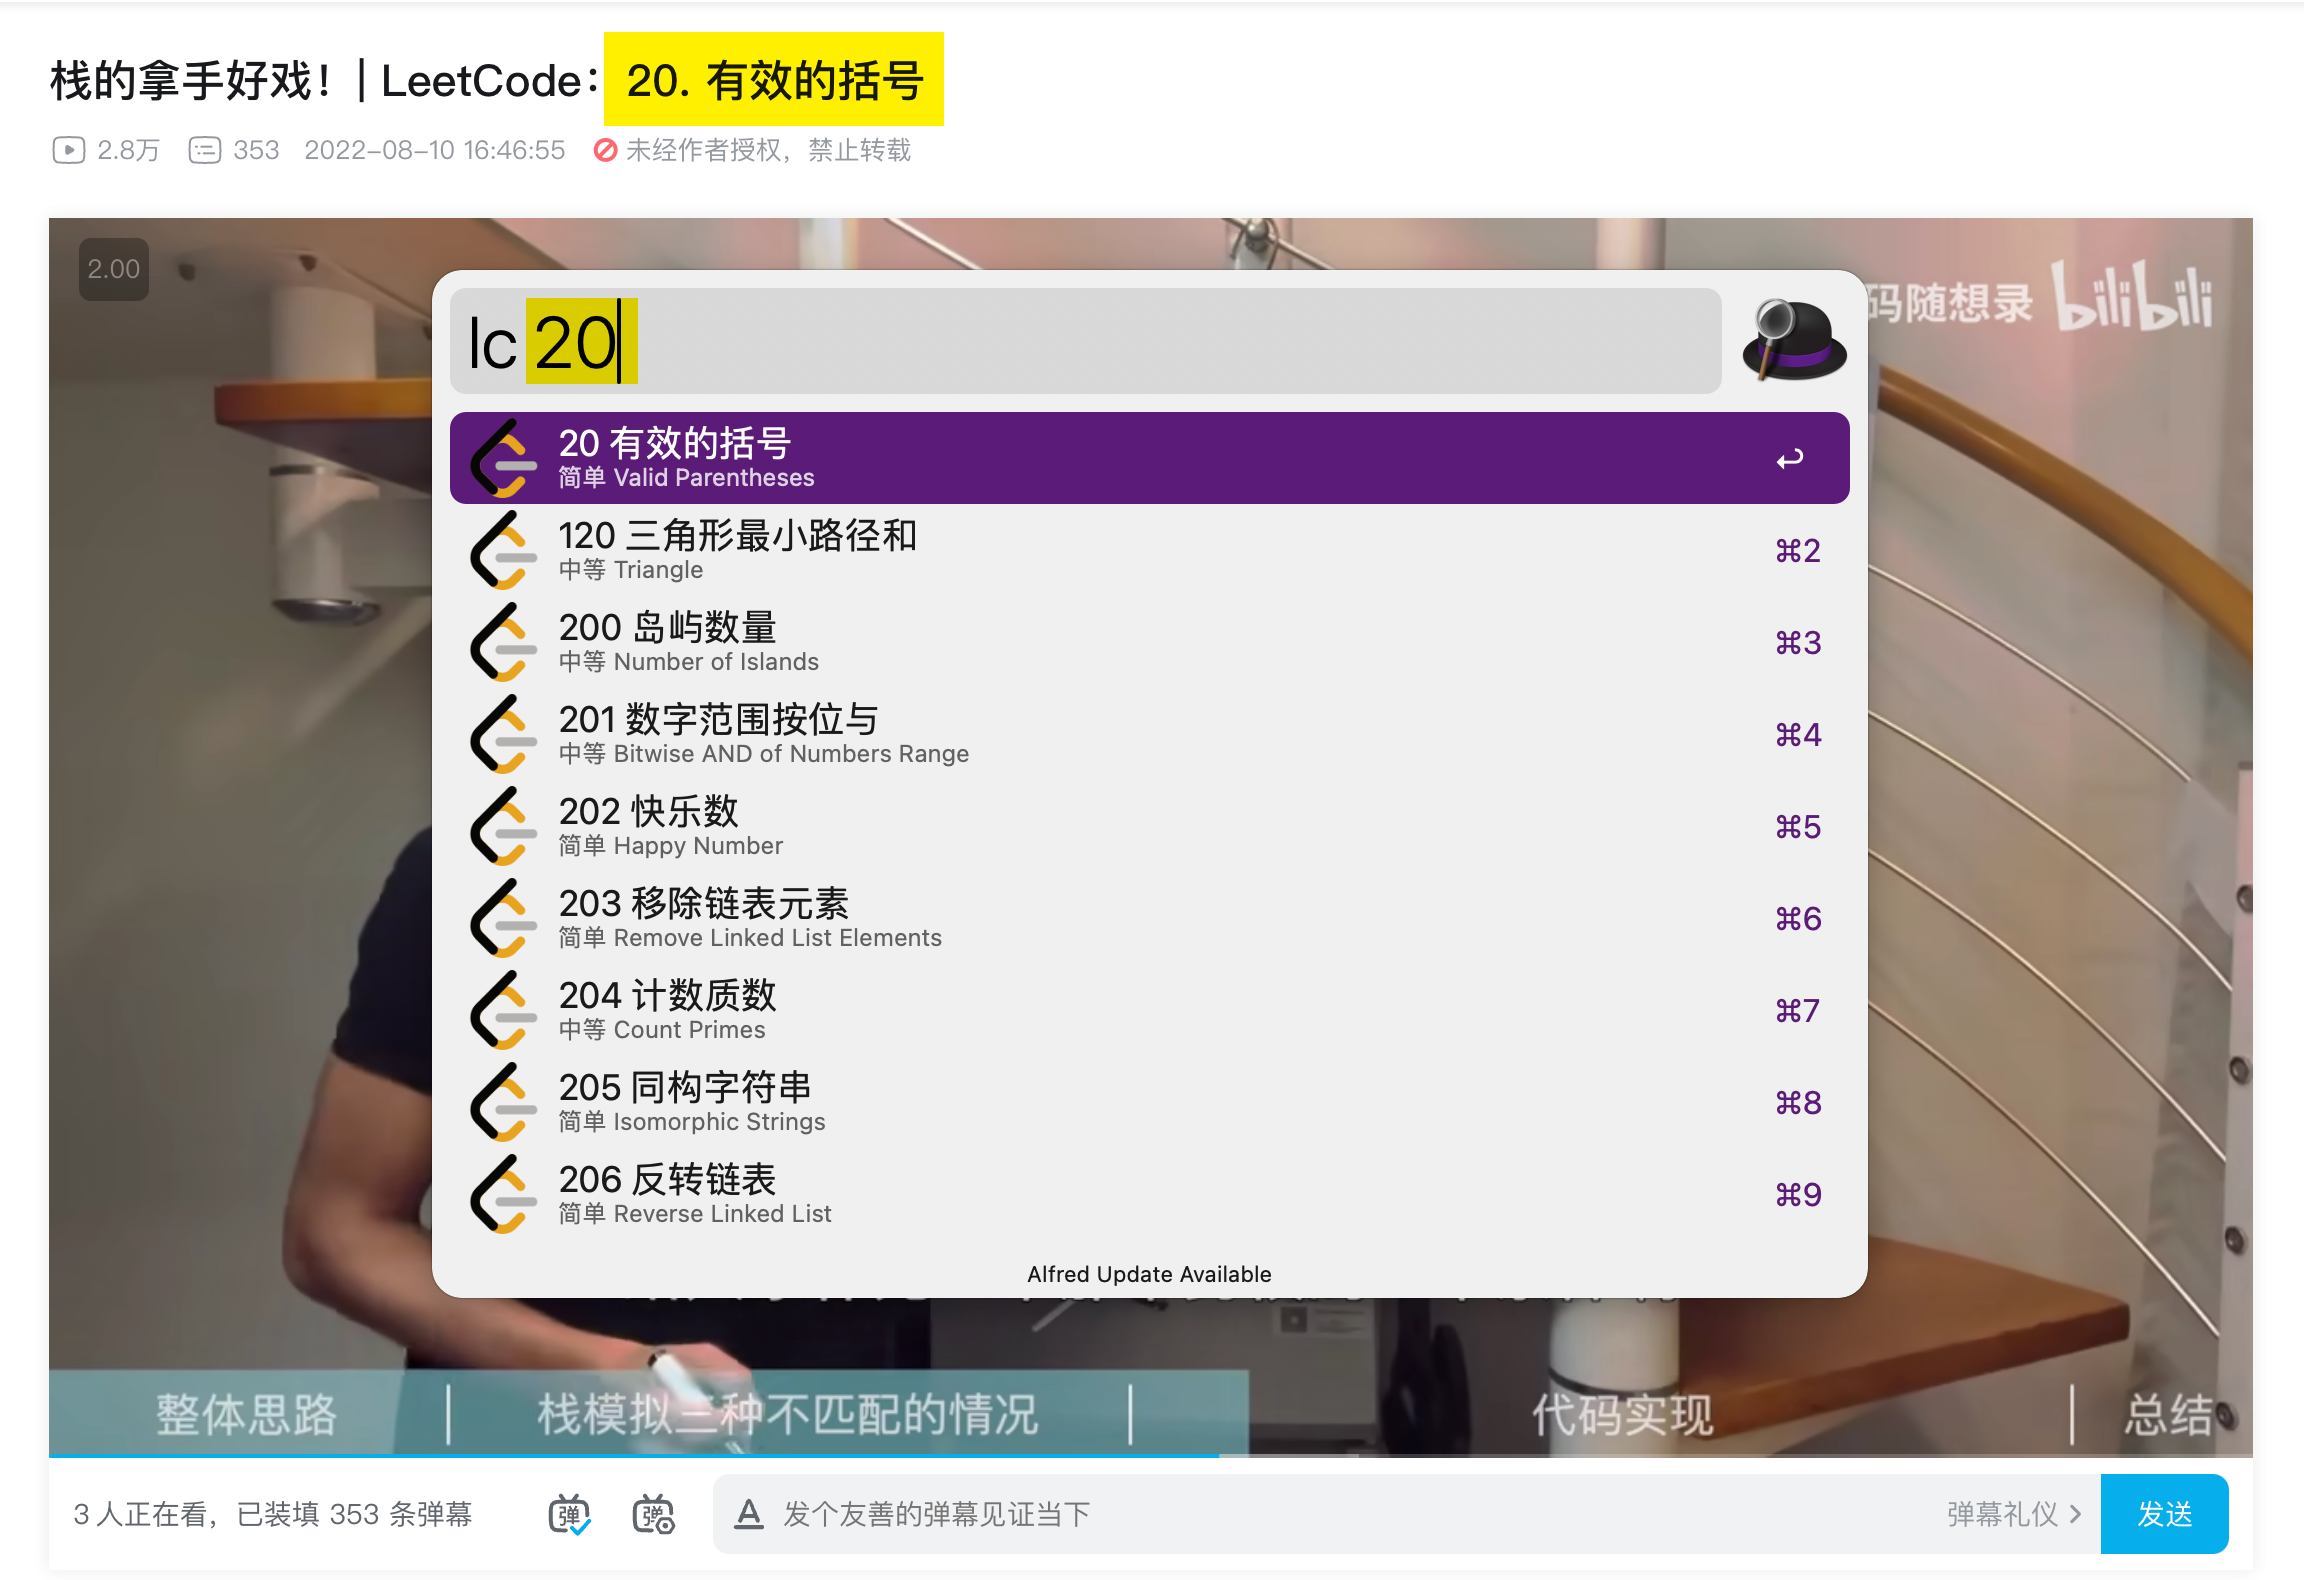 栈的拿手好戏！| LeetCode：20. 有效的括号
2.8万 353 2022-08-10 16:46:55 未经作者授权，禁止转载
2.00
码随想录 bilibili
lc 20
20 有效的括号
简单 Valid Parentheses
120 三角形最小路径和
中等 Triangle
⌘2
200 岛屿数量
中等 Number of Islands
⌘3
201 数字范围按位与
中等 Bitwise AND of Numbers Range
⌘4
202 快乐数
简单 Happy Number
⌘5
203 移除链表元素
简单 Remove Linked List Elements
⌘6
204 计数质数
中等 Count Primes
⌘7
205 同构字符串
简单 Isomorphic Strings
⌘8
206 反转链表
简单 Reverse Linked List
⌘9
Alfred Update Available
整体思路 | 栈模拟三种不匹配的情况 | 代码实现 | 总结
3 人正在看，已装填 353 条弹幕 弹 弹 A 发个友善的弹幕见证当下 弹幕礼仪 > 发送